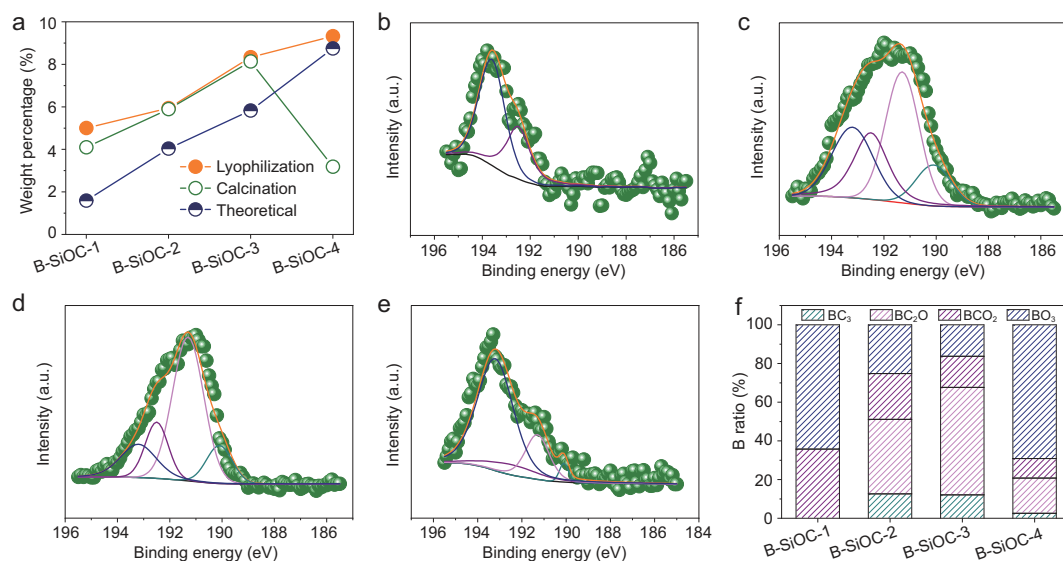 a
Weight percentage (%)
10
8
6
4
2
0
Lyophilization
Calcination
Theoretical
B-SiOC-1
B-SiOC-2
B-SiOC-3
B-SiOC-4
b
Intensity (a.u.)
196 194 192 190 188 186
Binding energy (eV)
c
Intensity (a.u.)
196 194 192 190 188 186
Binding energy (eV)
d
Intensity (a.u.)
196 194 192 190 188 186
Binding energy (eV)
e
Intensity (a.u.)
196 194 192 190 188 186 184
Binding energy (eV)
f
BC₃ BC₂O BCO₂ BO₃
B ratio (%)
100
80
60
40
20
0
B-SiOC-1
B-SiOC-2
B-SiOC-3
B-SiOC-4